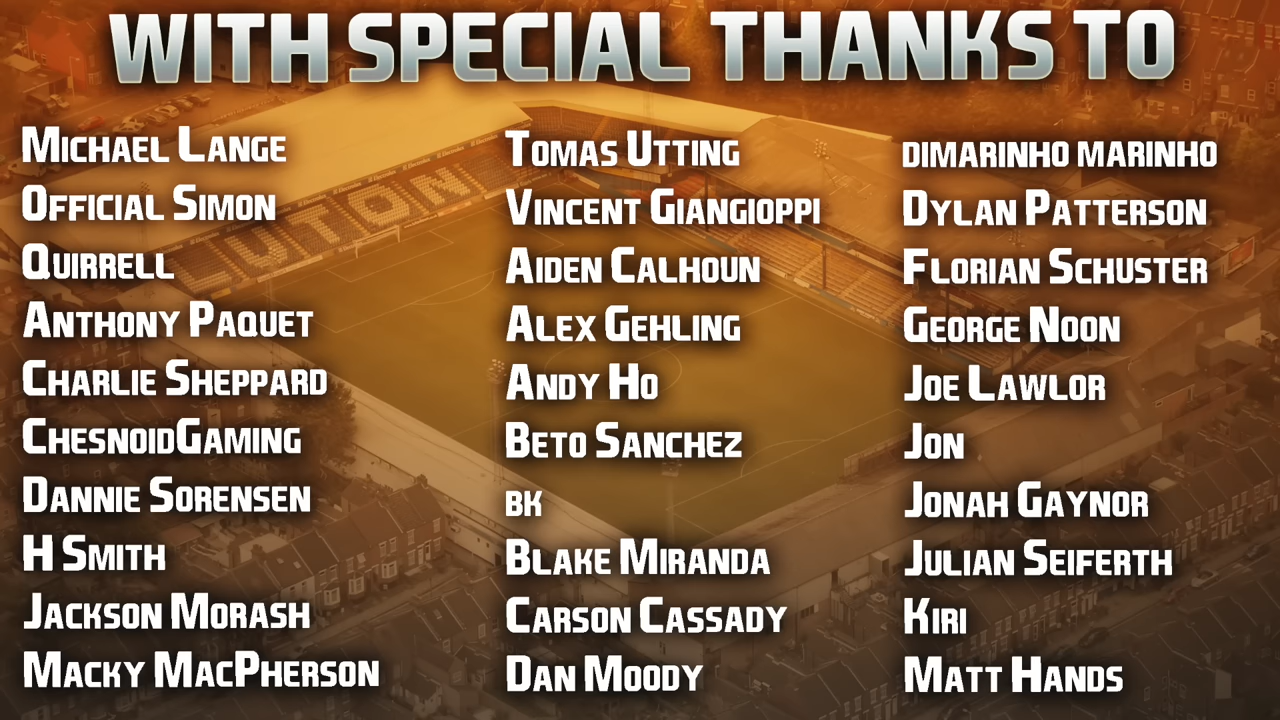 WITH SPECIAL THANKS TO
MICHAEL LANGE
OFFICIAL SIMON
QUIRRELL
ANTHONY PAQUET
CHARLIE SHEPPARD
CHESNOIDGAMING
DANNIE SORENSEN
H SMITH
JACKSON MORASH
MACKY MACPHERSON
TOMAS UTTING
VINCENT GIANGIOPPI
AIDEN CALHOUN
ALEX GEHLING
ANDY HO
BETO SANCHEZ
BK
BLAKE MIRANDA
CARSON CASSADY
DAN MOODY
DIMARINHO MARINHO
DYLAN PATTERSON
FLORIAN SCHUSTER
GEORGE NOON
JOE LAWLOR
JON
JONAH GAYNOR
JULIAN SEIFERTH
KIRI
MATT HANDS
LUTON